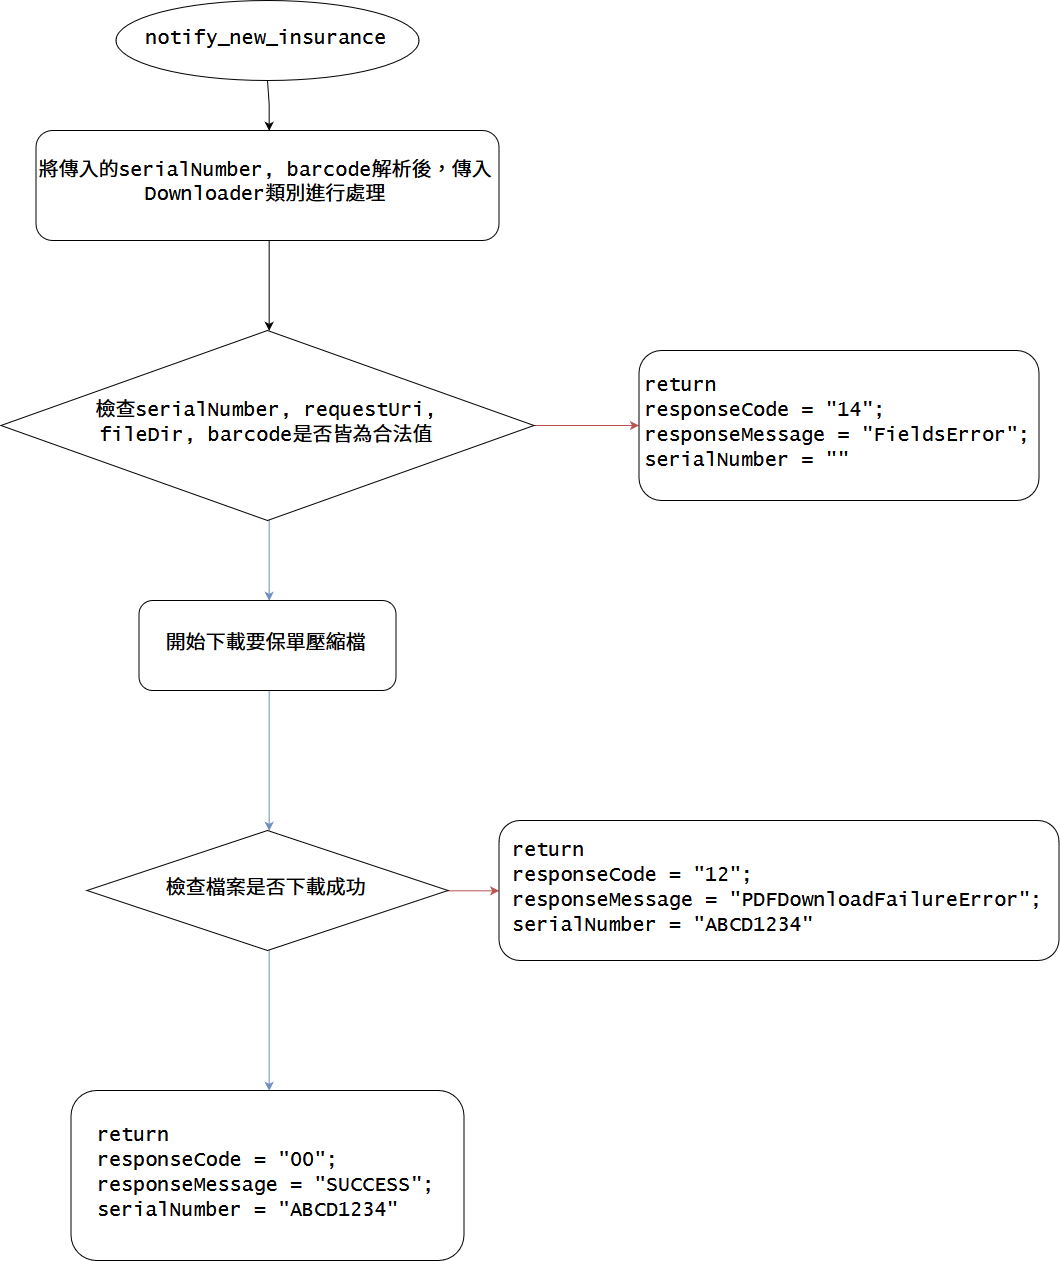 notify_new_insurance
將傳入的serialNumber, barcode解析後，傳入
Downloader類別進行處理
檢查serialNumber, requestUri,
fileDir, barcode是否皆為合法值
return
responseCode = "14";
responseMessage = "FieldsError";
serialNumber = ""
開始下載要保單壓縮檔
檢查檔案是否下載成功
return
responseCode = "12";
responseMessage = "PDFDownloadFailureError";
serialNumber = "ABCD1234"
return
responseCode = "00";
responseMessage = "SUCCESS";
serialNumber = "ABCD1234"